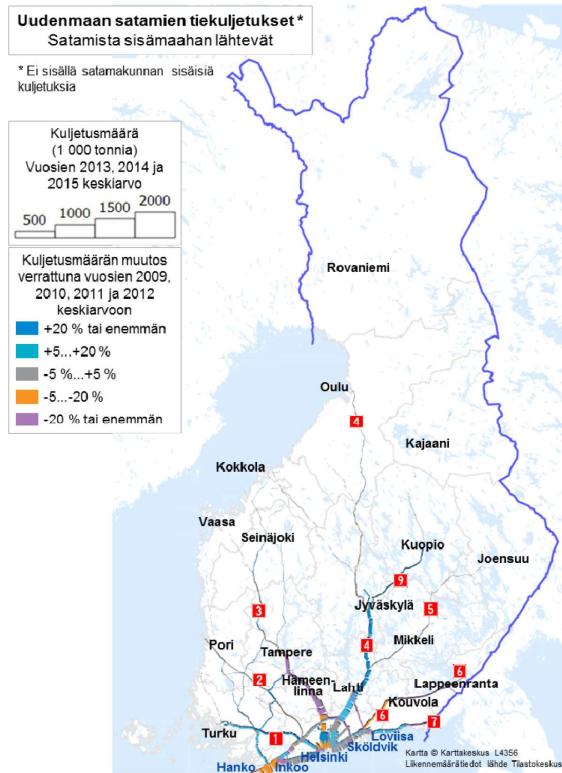 Uudenmaan satamien tiekuljetukset *
Satamista sisämaahan lähtevät
* Ei sisällä satamakunnan sisäisiä
kuljetuksia
Kuljetusmäärä
(1 000 tonnia)
Vuosien 2013, 2014 ja
2015 keskiarvo
500 1000 1500 2000
Kuljetusmäärän muutos
verrattuna vuosien 2009,
2010, 2011 ja 2012
keskiarvoon
+20 % tai enemmän
+5...+20 %
-5 %...+5 %
-5...-20 %
-20 % tai enemmän
Rovaniemi
Oulu
4
Kajaani
Kokkola
Vaasa
Seinäjoki
Kuopio
Joensuu
9
Jyväskylä
5
3
Pori
Mikkeli
4
Tampere
6
2
Hämeen-
linna
Lahti
Lappeenranta
Kouvola
6
7
Turku
1
Loviisa
Sköldvik
Helsinki
Hanko
Inkoo
Kartta © Karttakeskus L4356
Liikennemäärätiedot lähde Tilastokeskus